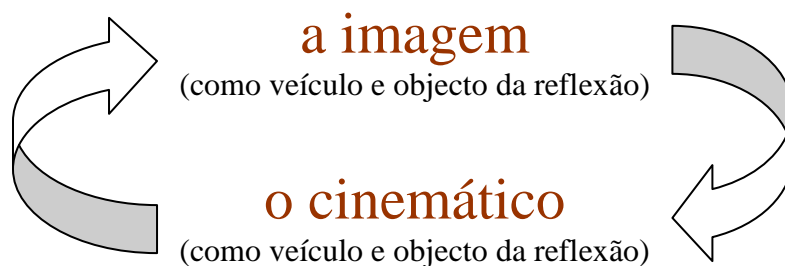 a imagem
(como veículo e objecto da reflexão)
o cinemático
(como veículo e objecto da reflexão)